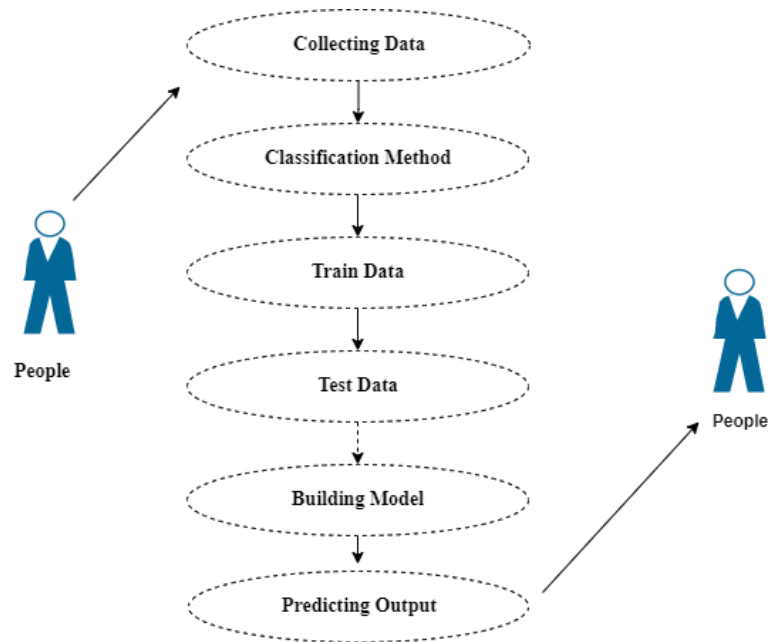 Collecting Data
Classification Method
Train Data
People
Test Data
People
Building Model
Predicting Output